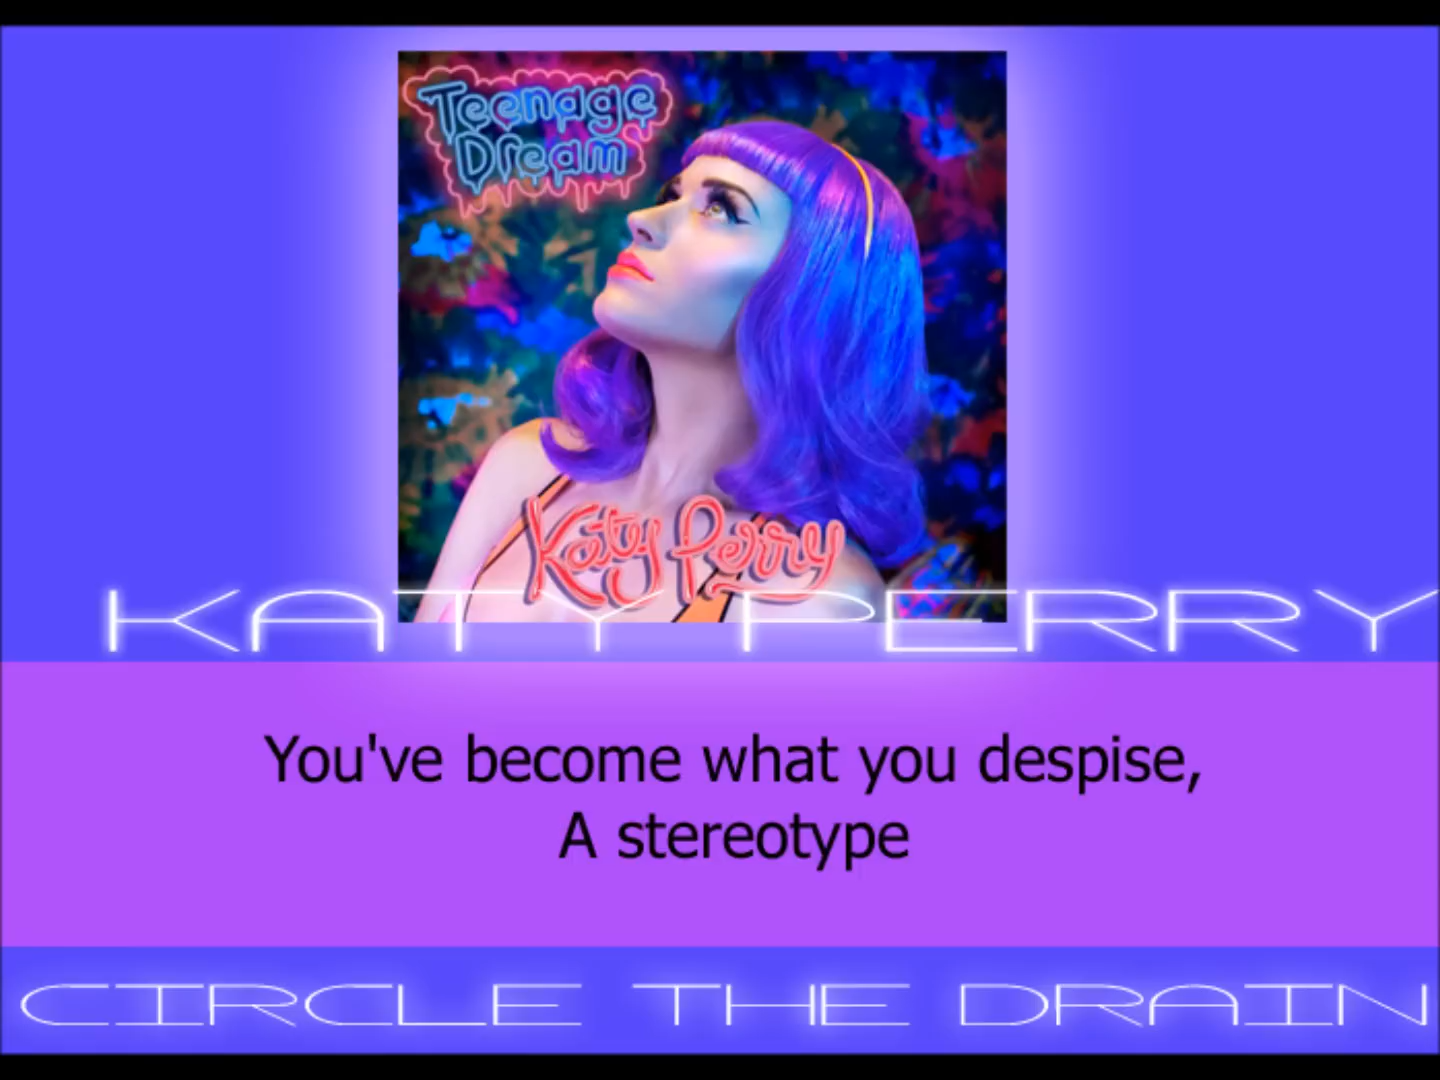 Teenage
Dream
Katy Perry
KATY PERRY
You've become what you despise,
A stereotype
CIRCLE THE DRAIN